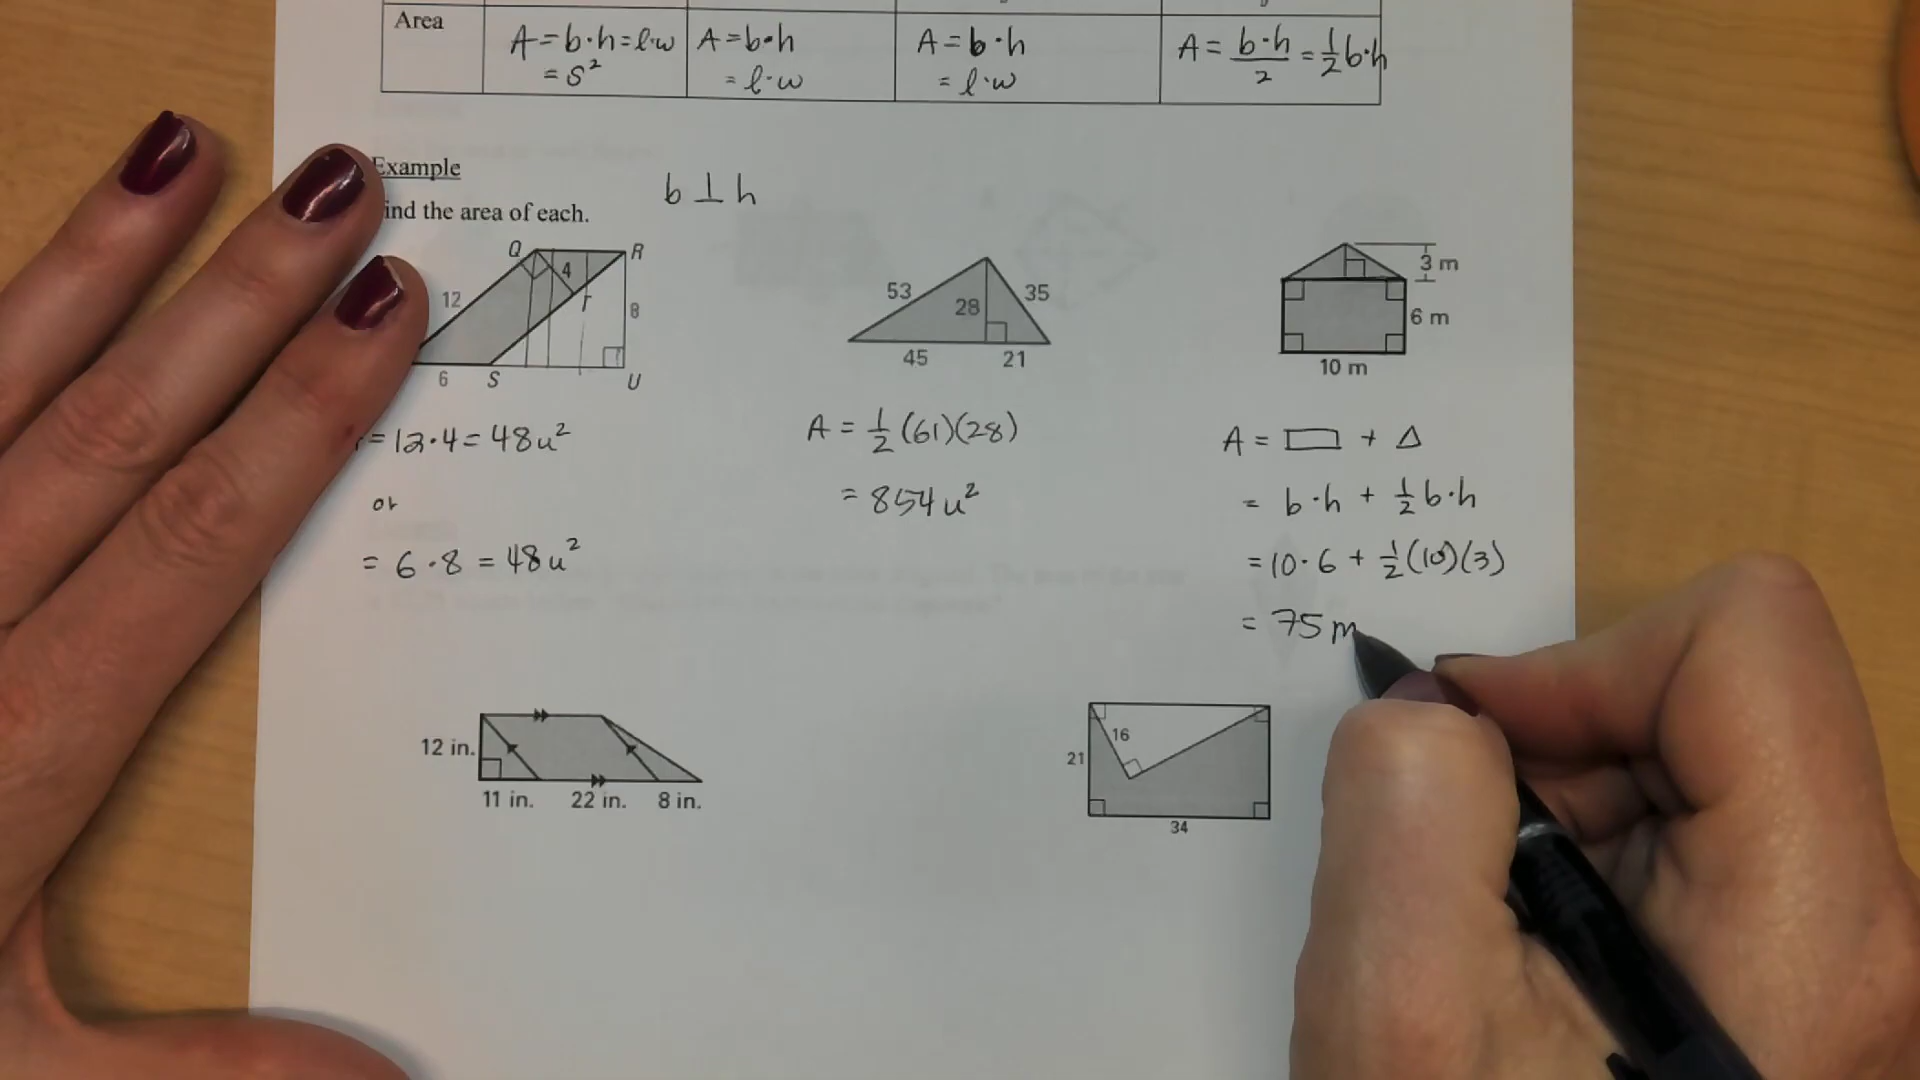 Area
A = b·h = l·w
= s²
A = b·h
= l·w
A = b·h
= l·w
A = b·h/2 = 1/2 b·h
Example
b ⊥ h
ind the area of each.
Q
R
12
4
T
8
6
S
U
53
28
35
45
21
3 m
6 m
10 m
= 12·4 = 48u²
or
= 6·8 = 48u²
A = 1/2 (61)(28)
= 854u²
A = ▭ + △
= b·h + 1/2 b·h
= 10·6 + 1/2 (10)(3)
= 75 m
12 in.
11 in.
22 in.
8 in.
16
21
34